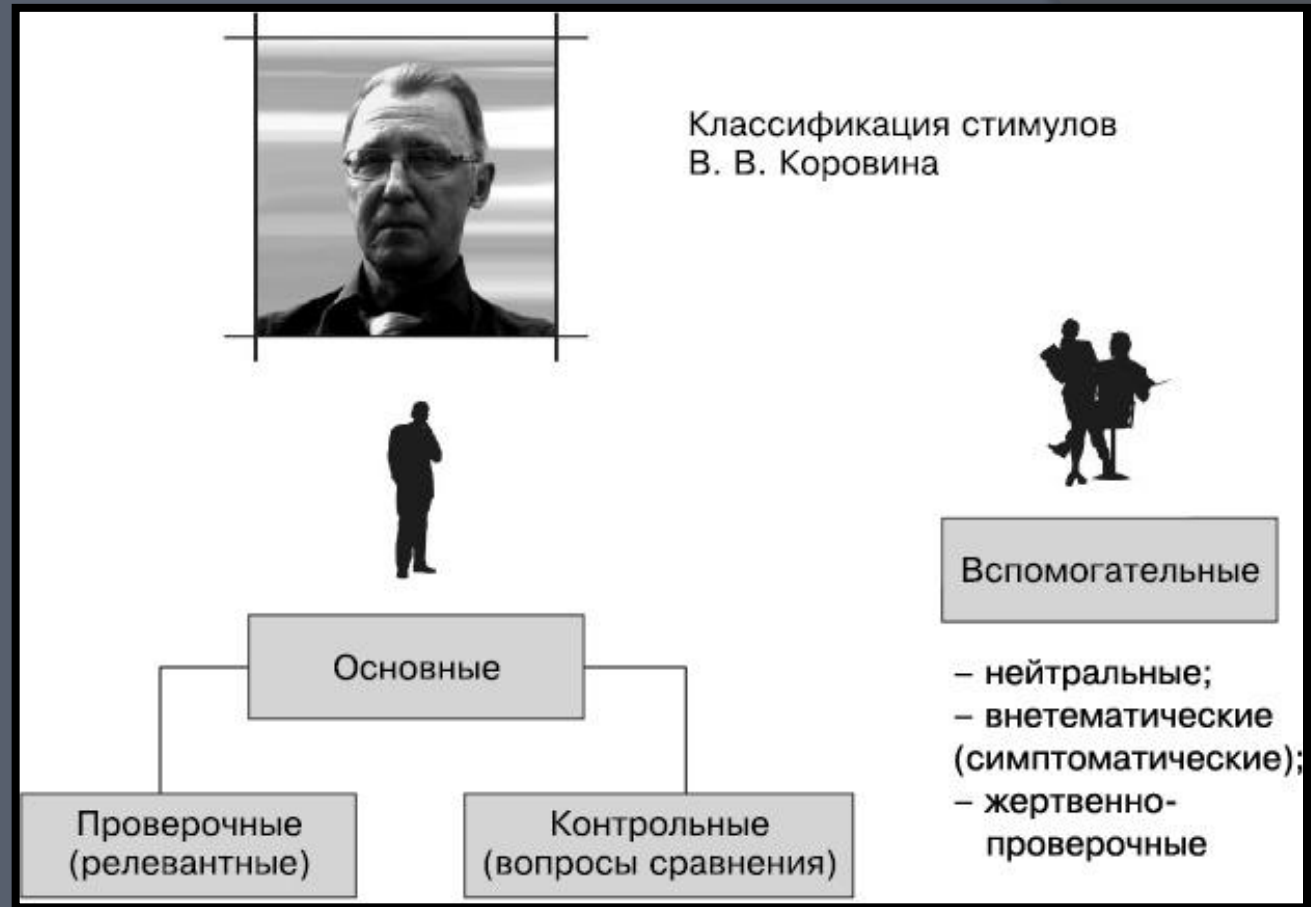 Классификация стимулов
В. В. Коровина
Основные
Проверочные
(релевантные)
Контрольные
(вопросы сравнения)
Вспомогательные
– нейтральные;
– внетематические
(симптоматические);
– жертвенно-
проверочные